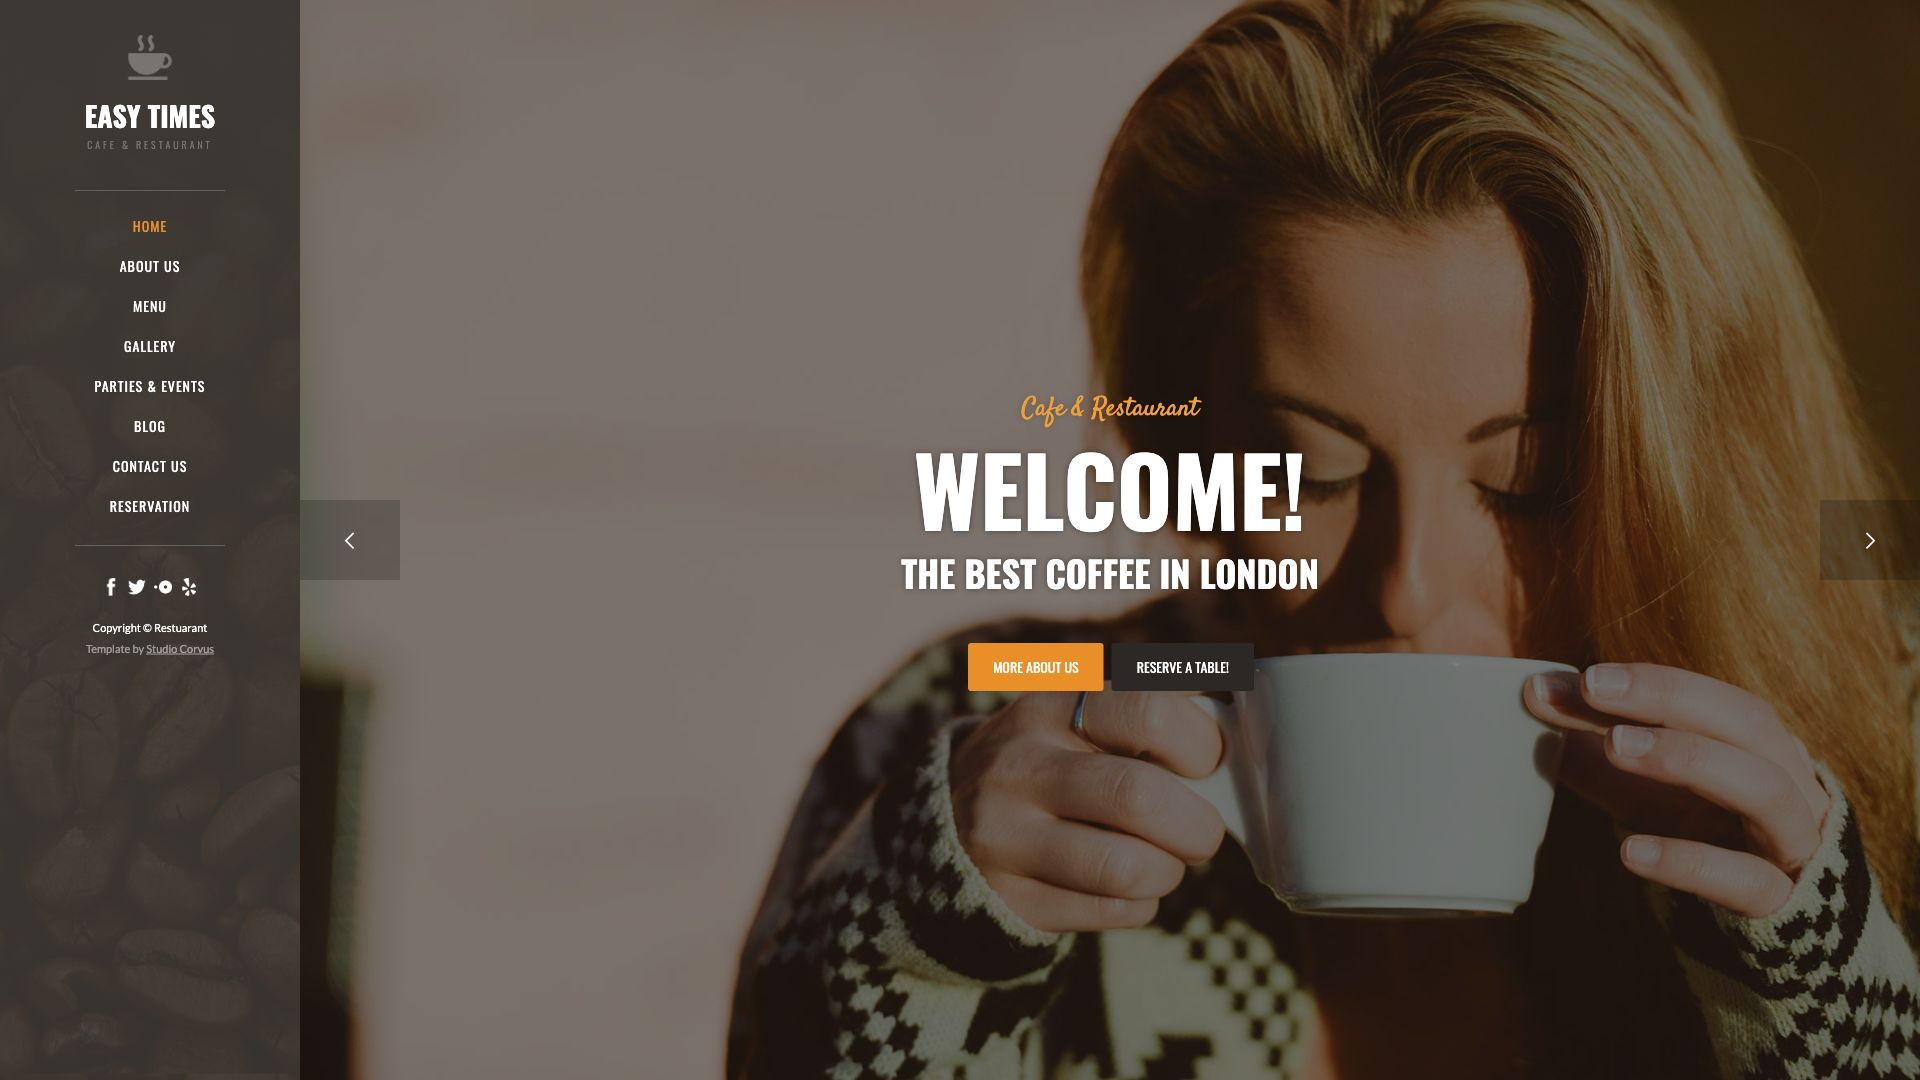 EASY TIMES
CAFE & RESTAURANT
HOME
ABOUT US
MENU
GALLERY
PARTIES & EVENTS
BLOG
CONTACT US
RESERVATION
Copyright © Restuarant
Template by Studio Corvus
Cafe & Restaurant
WELCOME!
THE BEST COFFEE IN LONDON
MORE ABOUT US
RESERVE A TABLE!